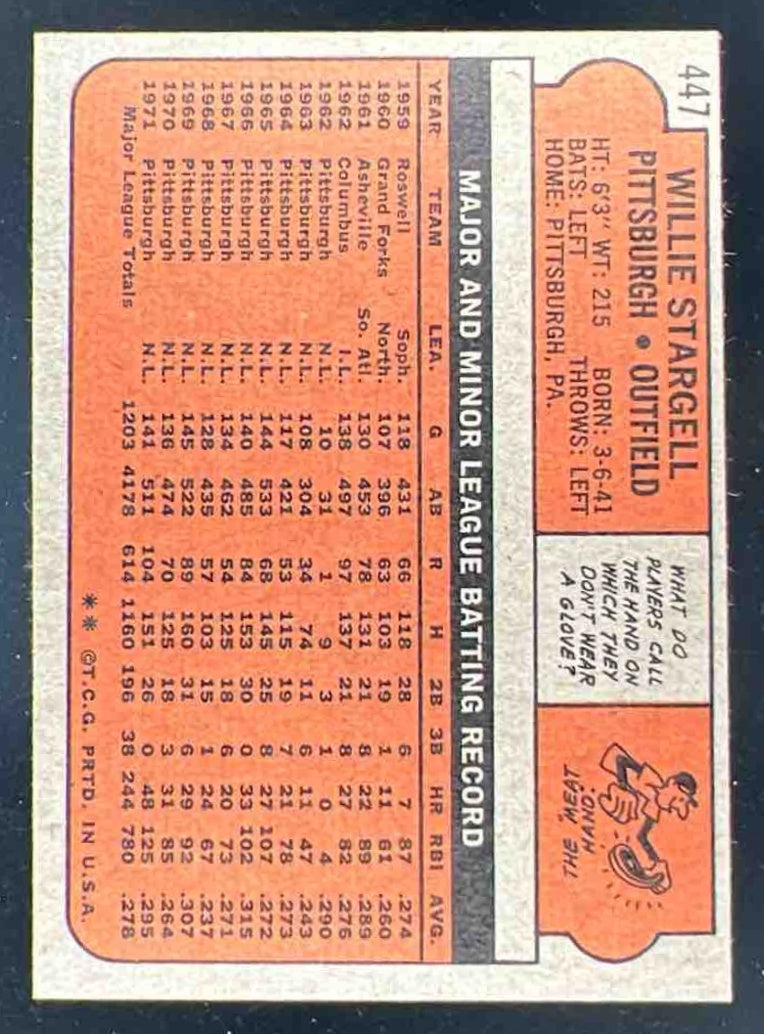 447
WILLIE STARGELL
PITTSBURGH • OUTFIELD
HT: 6'3" WT: 215 BORN: 3-6-41
BATS: LEFT THROWS: LEFT
HOME: PITTSBURGH, PA.
WHAT DO
PLAYERS CALL
THE HAND ON
WHICH THEY
DON'T WEAR
A GLOVE?
THE "MEAT"
HAND.
MAJOR AND MINOR LEAGUE BATTING RECORD
YEAR TEAM LEA. G AB R H 2B 3B HR RBI AVG.
1959 Roswell Soph. 118 431 66 118 28 6 7 87 .274
1960 Grand Forks North. 107 396 63 103 19 1 11 61 .260
1961 Asheville So. Atl. 130 453 78 131 21 8 22 89 .289
1962 Columbus I.L. 138 497 97 137 21 8 27 82 .276
1962 Pittsburgh N.L. 10 31 1 9 3 1 0 4 .290
1963 Pittsburgh N.L. 108 304 34 74 11 6 11 47 .243
1964 Pittsburgh N.L. 117 421 53 115 19 7 21 78 .273
1965 Pittsburgh N.L. 144 533 68 145 25 8 27 107 .272
1966 Pittsburgh N.L. 140 485 84 153 30 0 33 102 .315
1967 Pittsburgh N.L. 134 462 54 125 18 6 20 73 .271
1968 Pittsburgh N.L. 128 435 57 103 15 1 24 67 .237
1969 Pittsburgh N.L. 145 522 89 160 31 6 29 92 .307
1970 Pittsburgh N.L. 136 474 70 125 18 3 31 85 .264
1971 Pittsburgh N.L. 141 511 104 151 26 0 48 125 .295
Major League Totals 1203 4178 614 1160 196 38 244 780 .278
** ©T.C.G. PRTD. IN U.S.A.